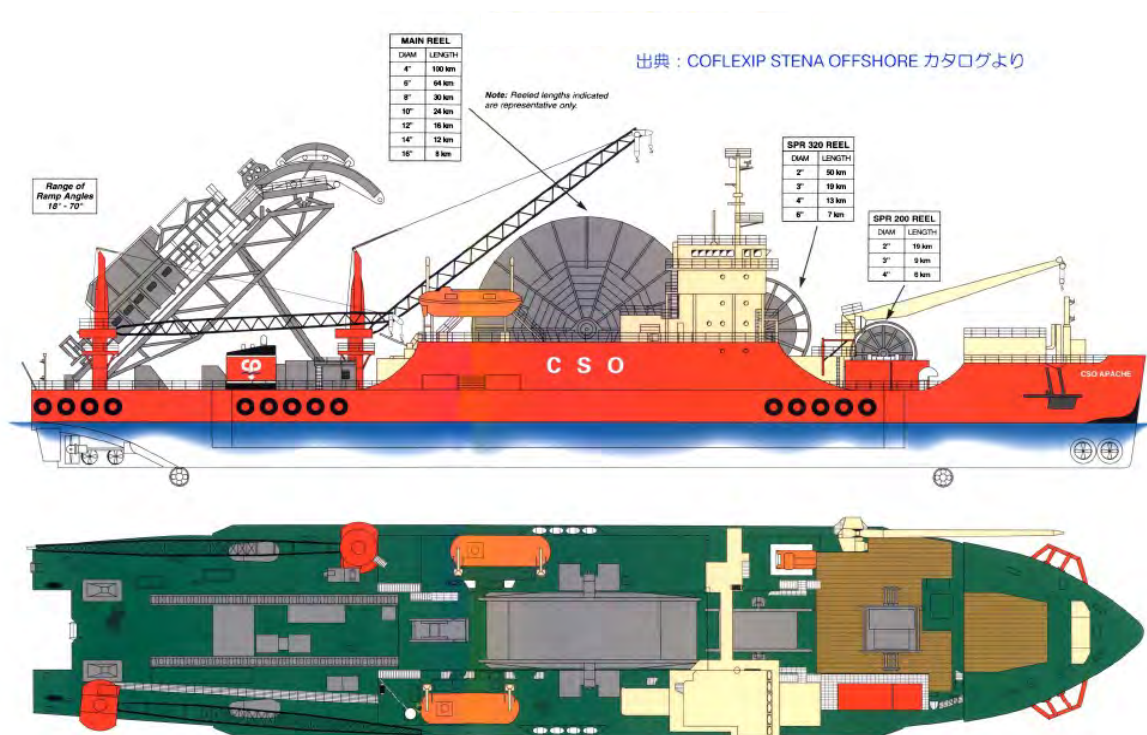 出典：COFLEXIP STENA OFFSHORE カタログより
MAIN REEL
DIAM LENGTH
4" 100 km
6" 64 km
8" 30 km
10" 24 km
12" 16 km
14" 12 km
16" 8 km
Note: Reeled lengths indicated
are representative only.
SPR 320 REEL
DIAM LENGTH
2" 50 km
3" 19 km
4" 13 km
6" 7 km
SPR 200 REEL
DIAM LENGTH
2" 19 km
3" 9 km
4" 6 km
Range of
Ramp Angles
18° - 70°
C S O
CSO APACHE